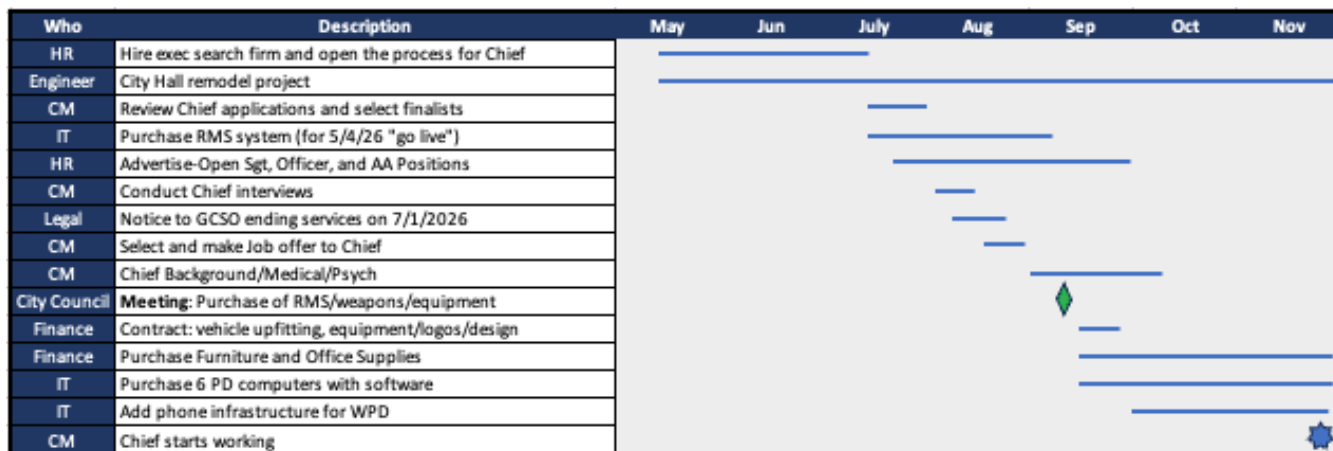 Who Description May Jun July Aug Sep Oct Nov
HR Hire exec search firm and open the process for Chief
Engineer City Hall remodel project
CM Review Chief applications and select finalists
IT Purchase RMS system (for 5/4/26 "go live")
HR Advertise-Open Sgt, Officer, and AA Positions
CM Conduct Chief interviews
Legal Notice to GCSO ending services on 7/1/2026
CM Select and make Job offer to Chief
CM Chief Background/Medical/Psych
City Council Meeting: Purchase of RMS/weapons/equipment
Finance Contract: vehicle upfitting, equipment/logos/design
Finance Purchase Furniture and Office Supplies
IT Purchase 6 PD computers with software
IT Add phone infrastructure for WPD
CM Chief starts working